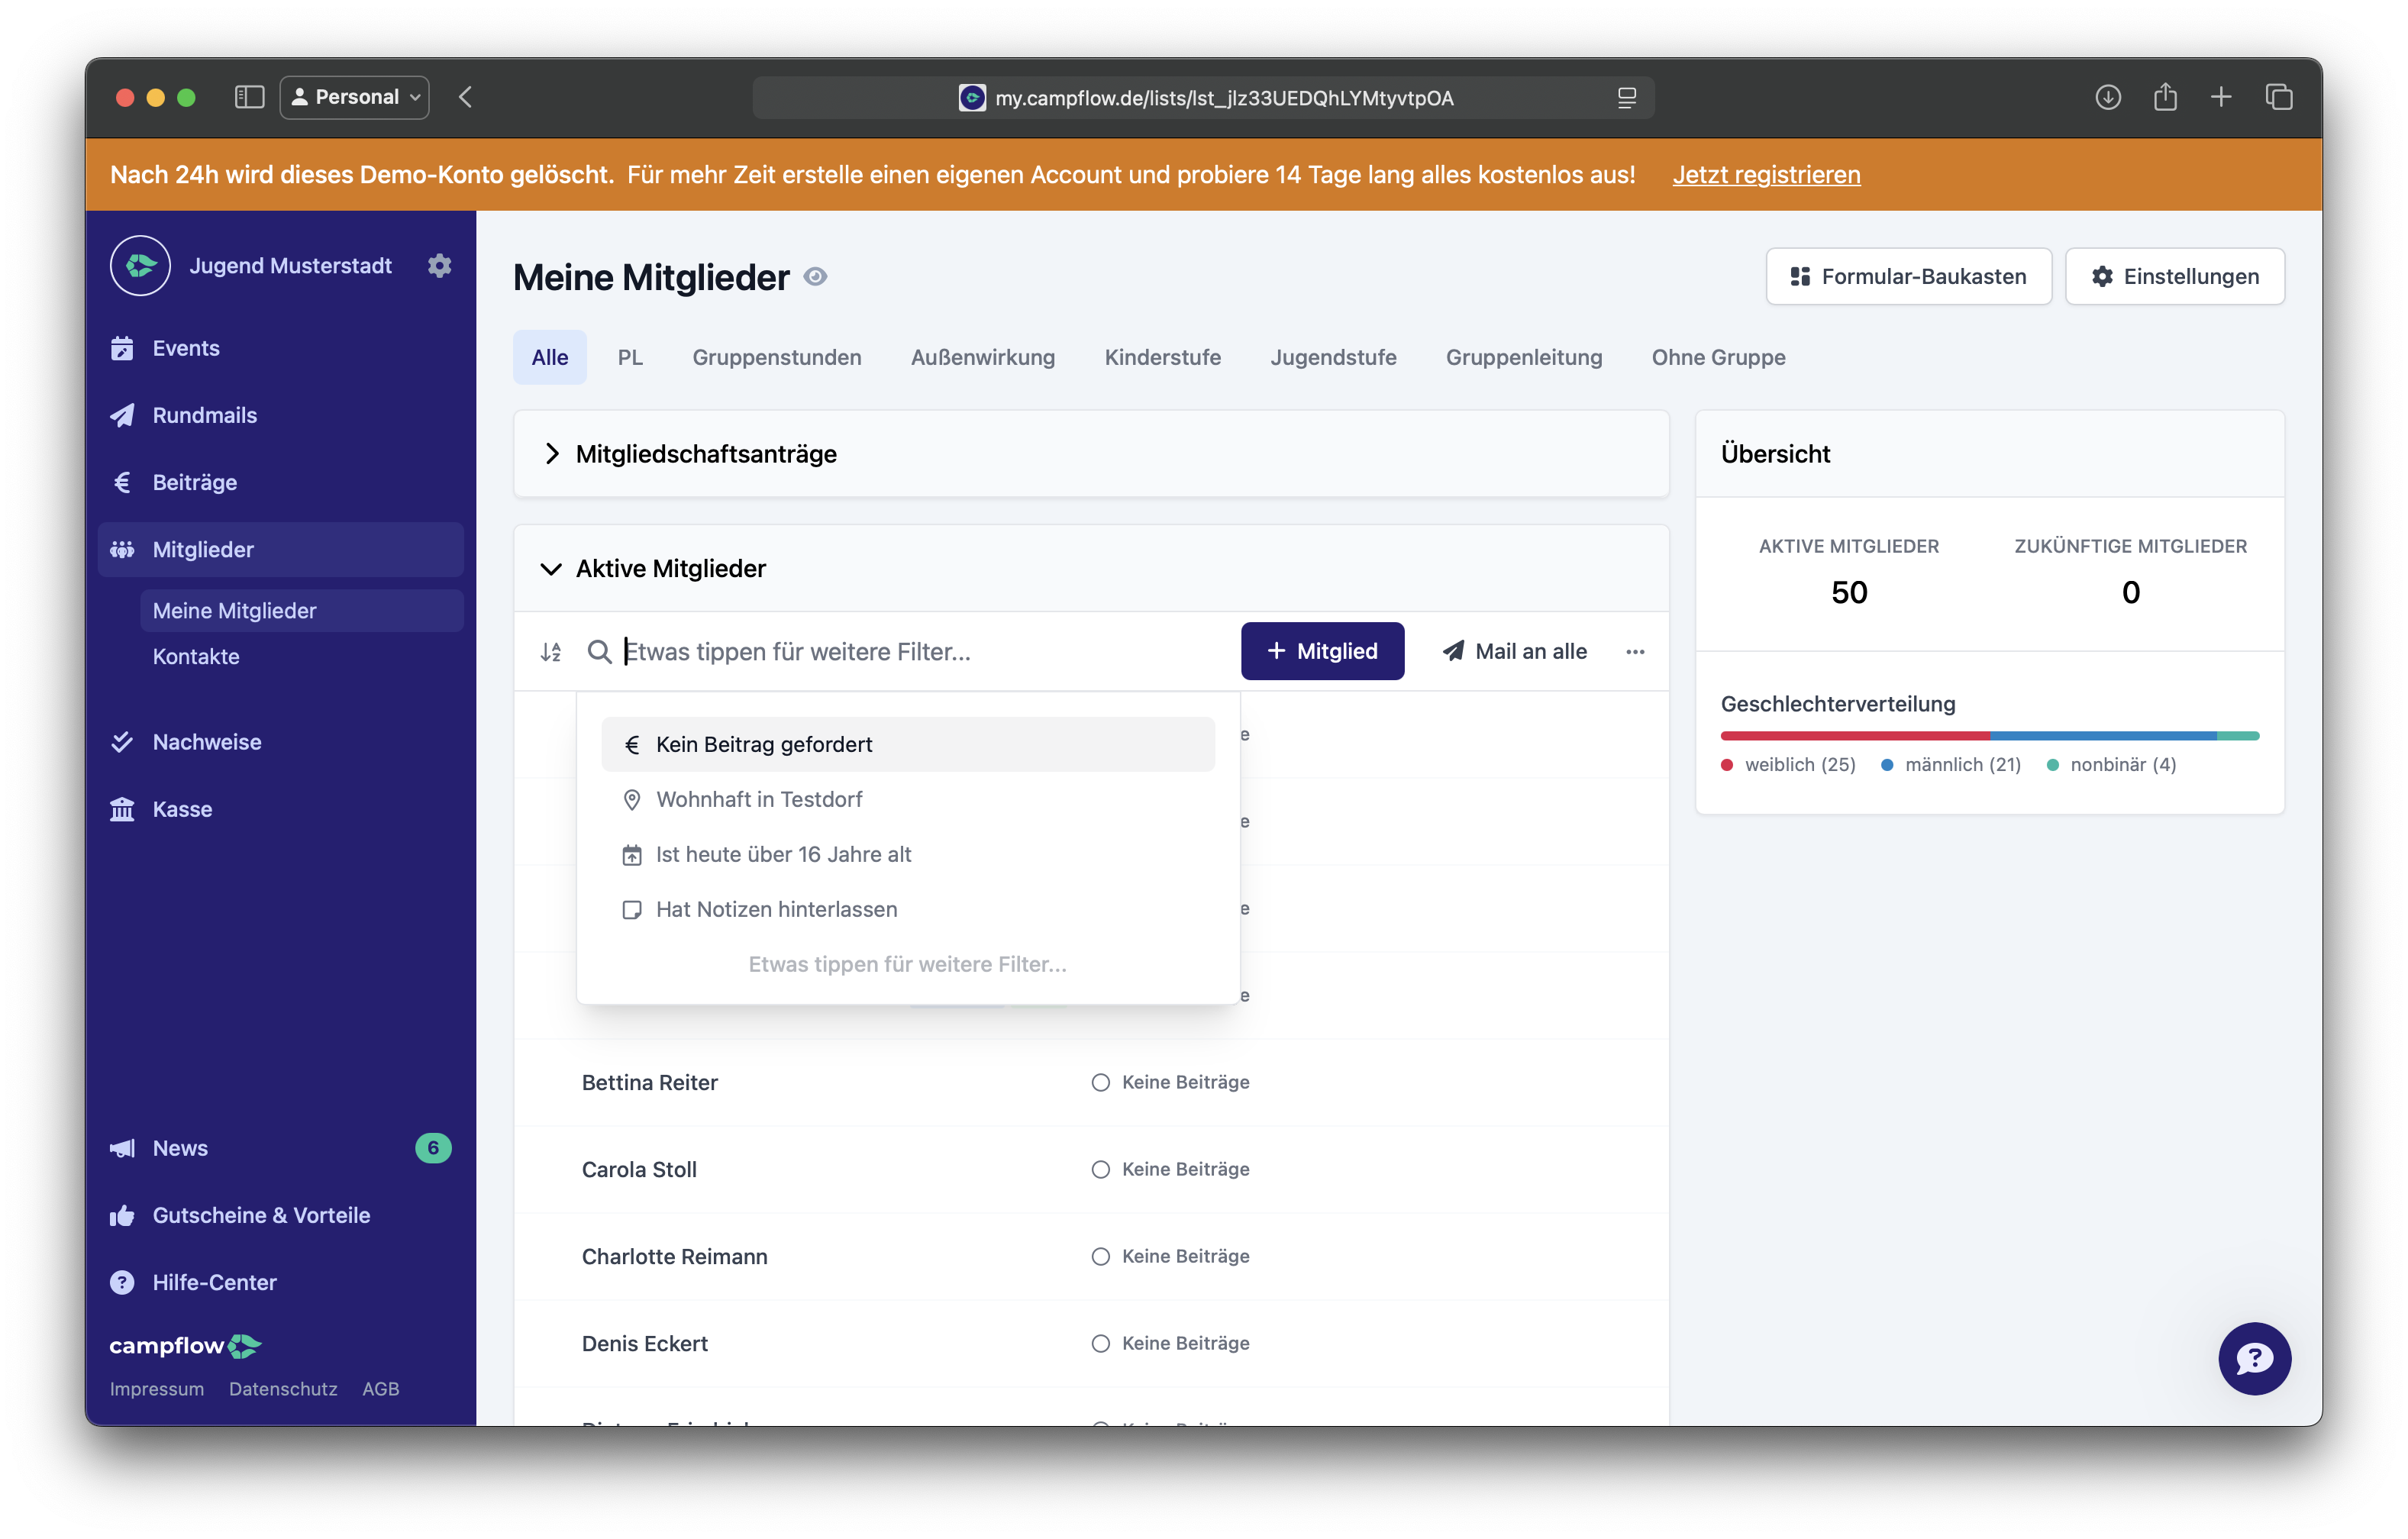 Personal
my.campflow.de/lists/lst_jlz33UEDQhLYMtyvtpOA
Nach 24h wird dieses Demo-Konto gelöscht. Für mehr Zeit erstelle einen eigenen Account und probiere 14 Tage lang alles kostenlos aus! Jetzt registrieren
Jugend Musterstadt
Events
Rundmails
Beiträge
Mitglieder
Meine Mitglieder
Kontakte
Nachweise
Kasse
News 6
Gutscheine & Vorteile
Hilfe-Center
campflow
Impressum Datenschutz AGB
Meine Mitglieder
Formular-Baukasten Einstellungen
Alle PL Gruppenstunden Außenwirkung Kinderstufe Jugendstufe Gruppenleitung Ohne Gruppe
Mitgliedschaftsanträge
Aktive Mitglieder
Etwas tippen für weitere Filter...
+ Mitglied Mail an alle ...
€ Kein Beitrag gefordert
Wohnhaft in Testdorf
Ist heute über 16 Jahre alt
Hat Notizen hinterlassen
Etwas tippen für weitere Filter...
e
e
e
e
Bettina Reiter Keine Beiträge
Carola Stoll Keine Beiträge
Charlotte Reimann Keine Beiträge
Denis Eckert Keine Beiträge
Übersicht
AKTIVE MITGLIEDER ZUKÜNFTIGE MITGLIEDER
50 0
Geschlechterverteilung
weiblich (25) männlich (21) nonbinär (4)